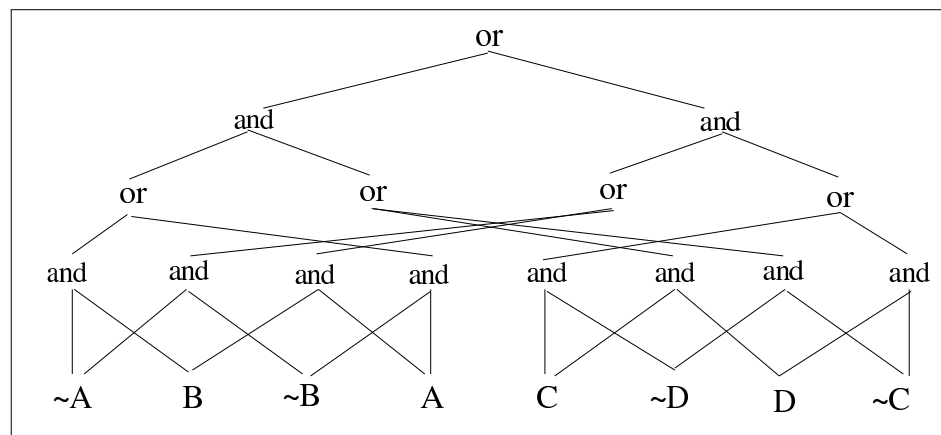 or
and and
or or or or
and and and and and and and and
~A B ~B A C ~D D ~C